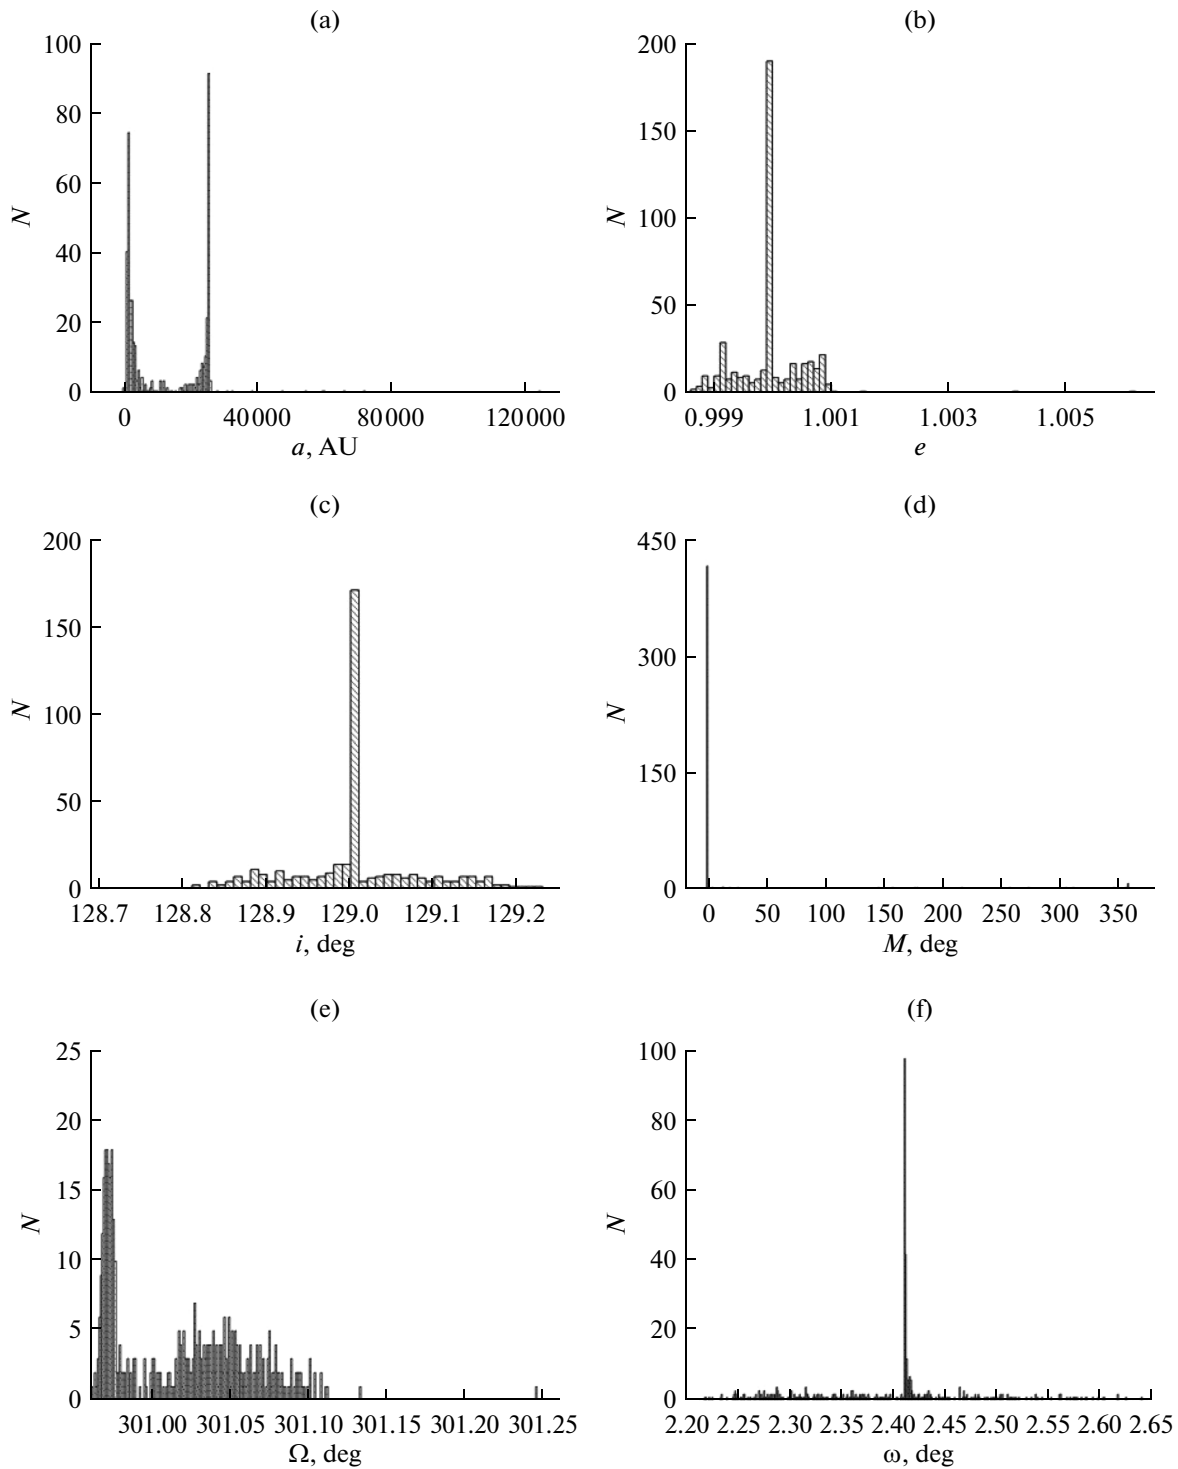 (a)
100
80
60
40
20
0
N
0 40000 80000 120000
a, AU
(b)
200
150
100
50
0
N
0.999 1.001 1.003 1.005
e
(c)
200
150
100
50
0
N
128.7 128.8 128.9 129.0 129.1 129.2
i, deg
(d)
450
300
150
0
N
0 50 100 150 200 250 300 350
M, deg
(e)
25
20
15
10
5
0
N
301.00 301.05 301.10 301.15 301.20 301.25
Ω, deg
(f)
100
80
60
40
20
0
N
2.20 2.25 2.30 2.35 2.40 2.45 2.50 2.55 2.60 2.65
ω, deg